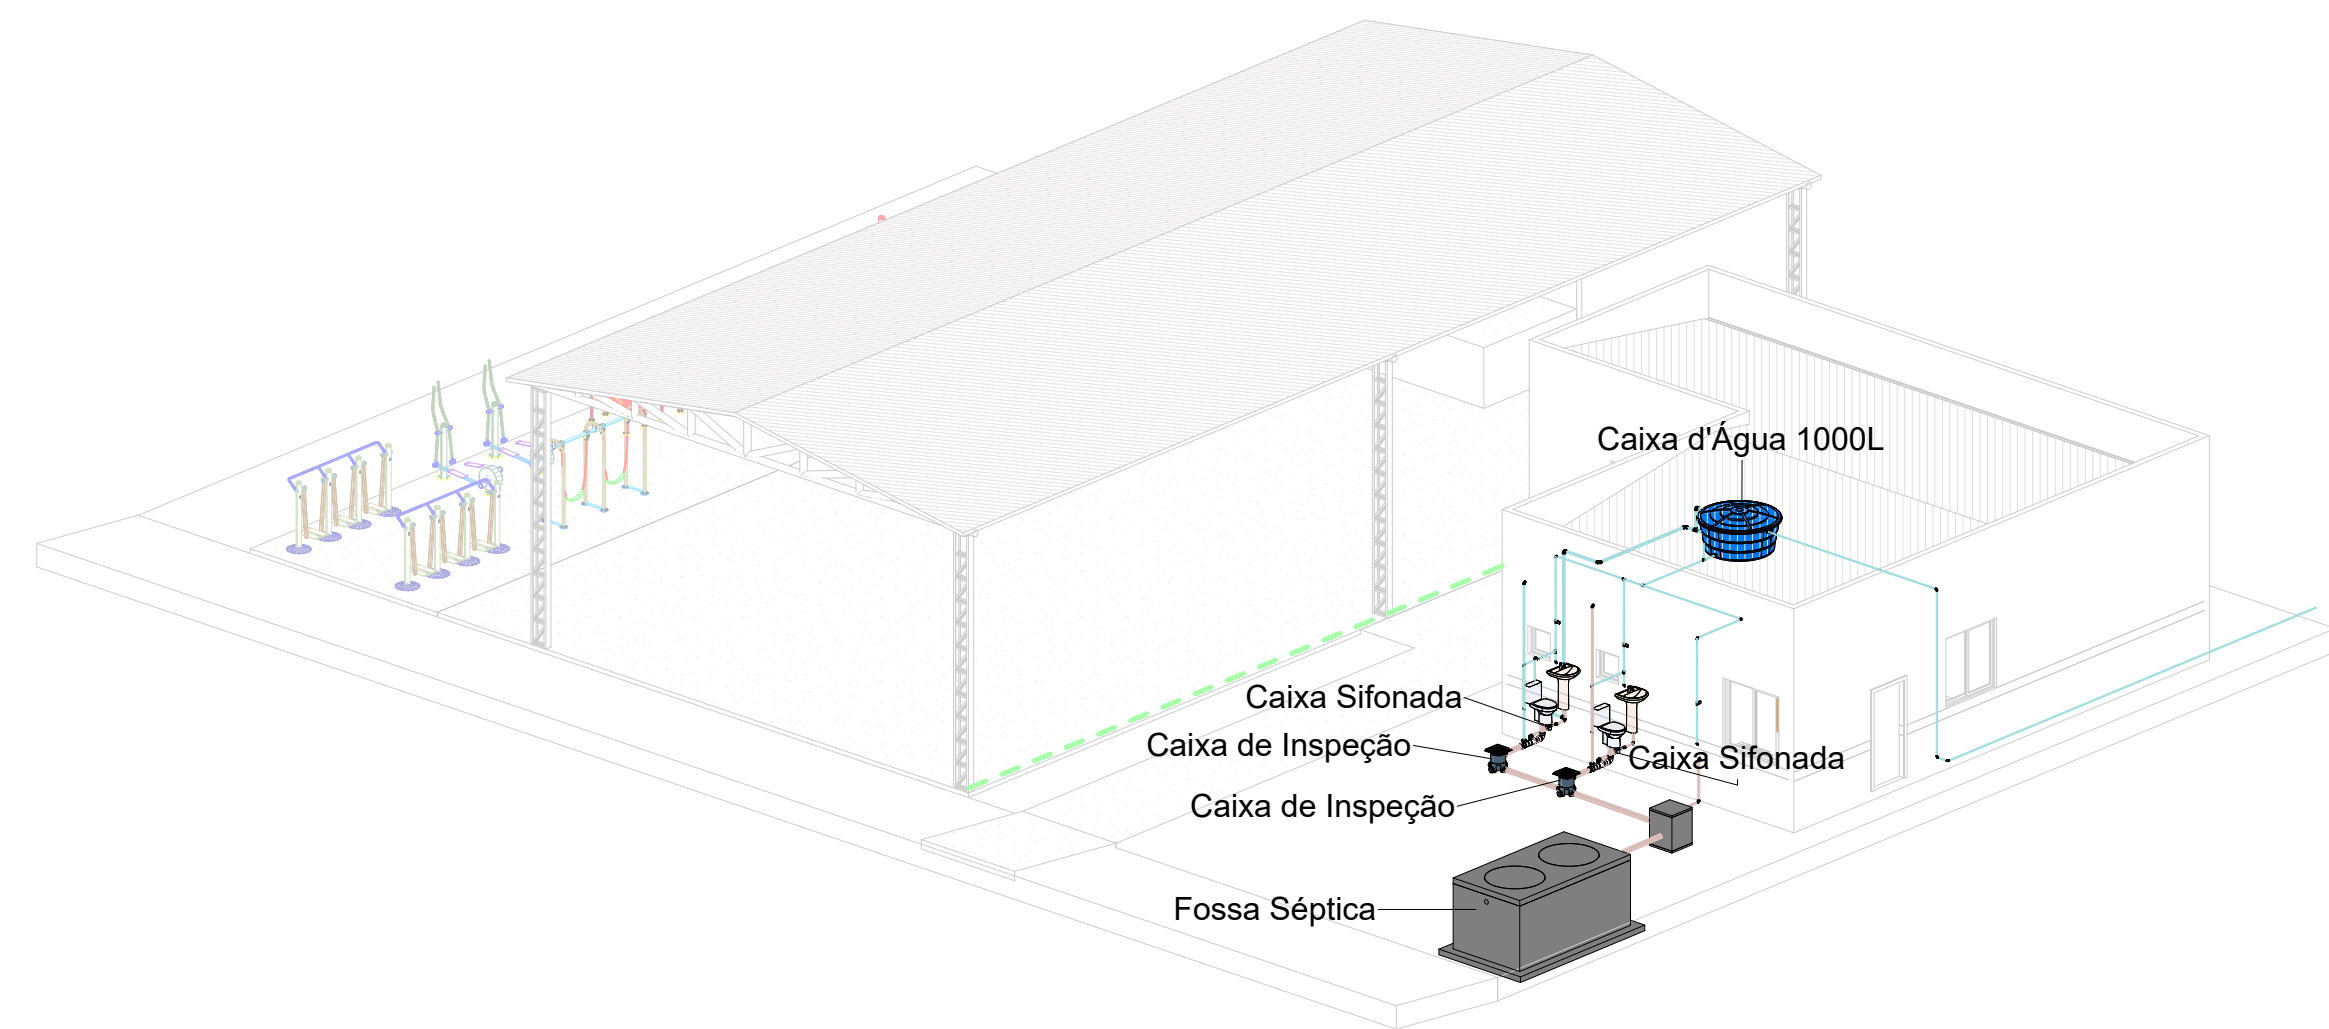 Caixa d'Água 1000L
Caixa Sifonada
Caixa de Inspeção
Caixa Sifonada
Caixa de Inspeção
Fossa Séptica